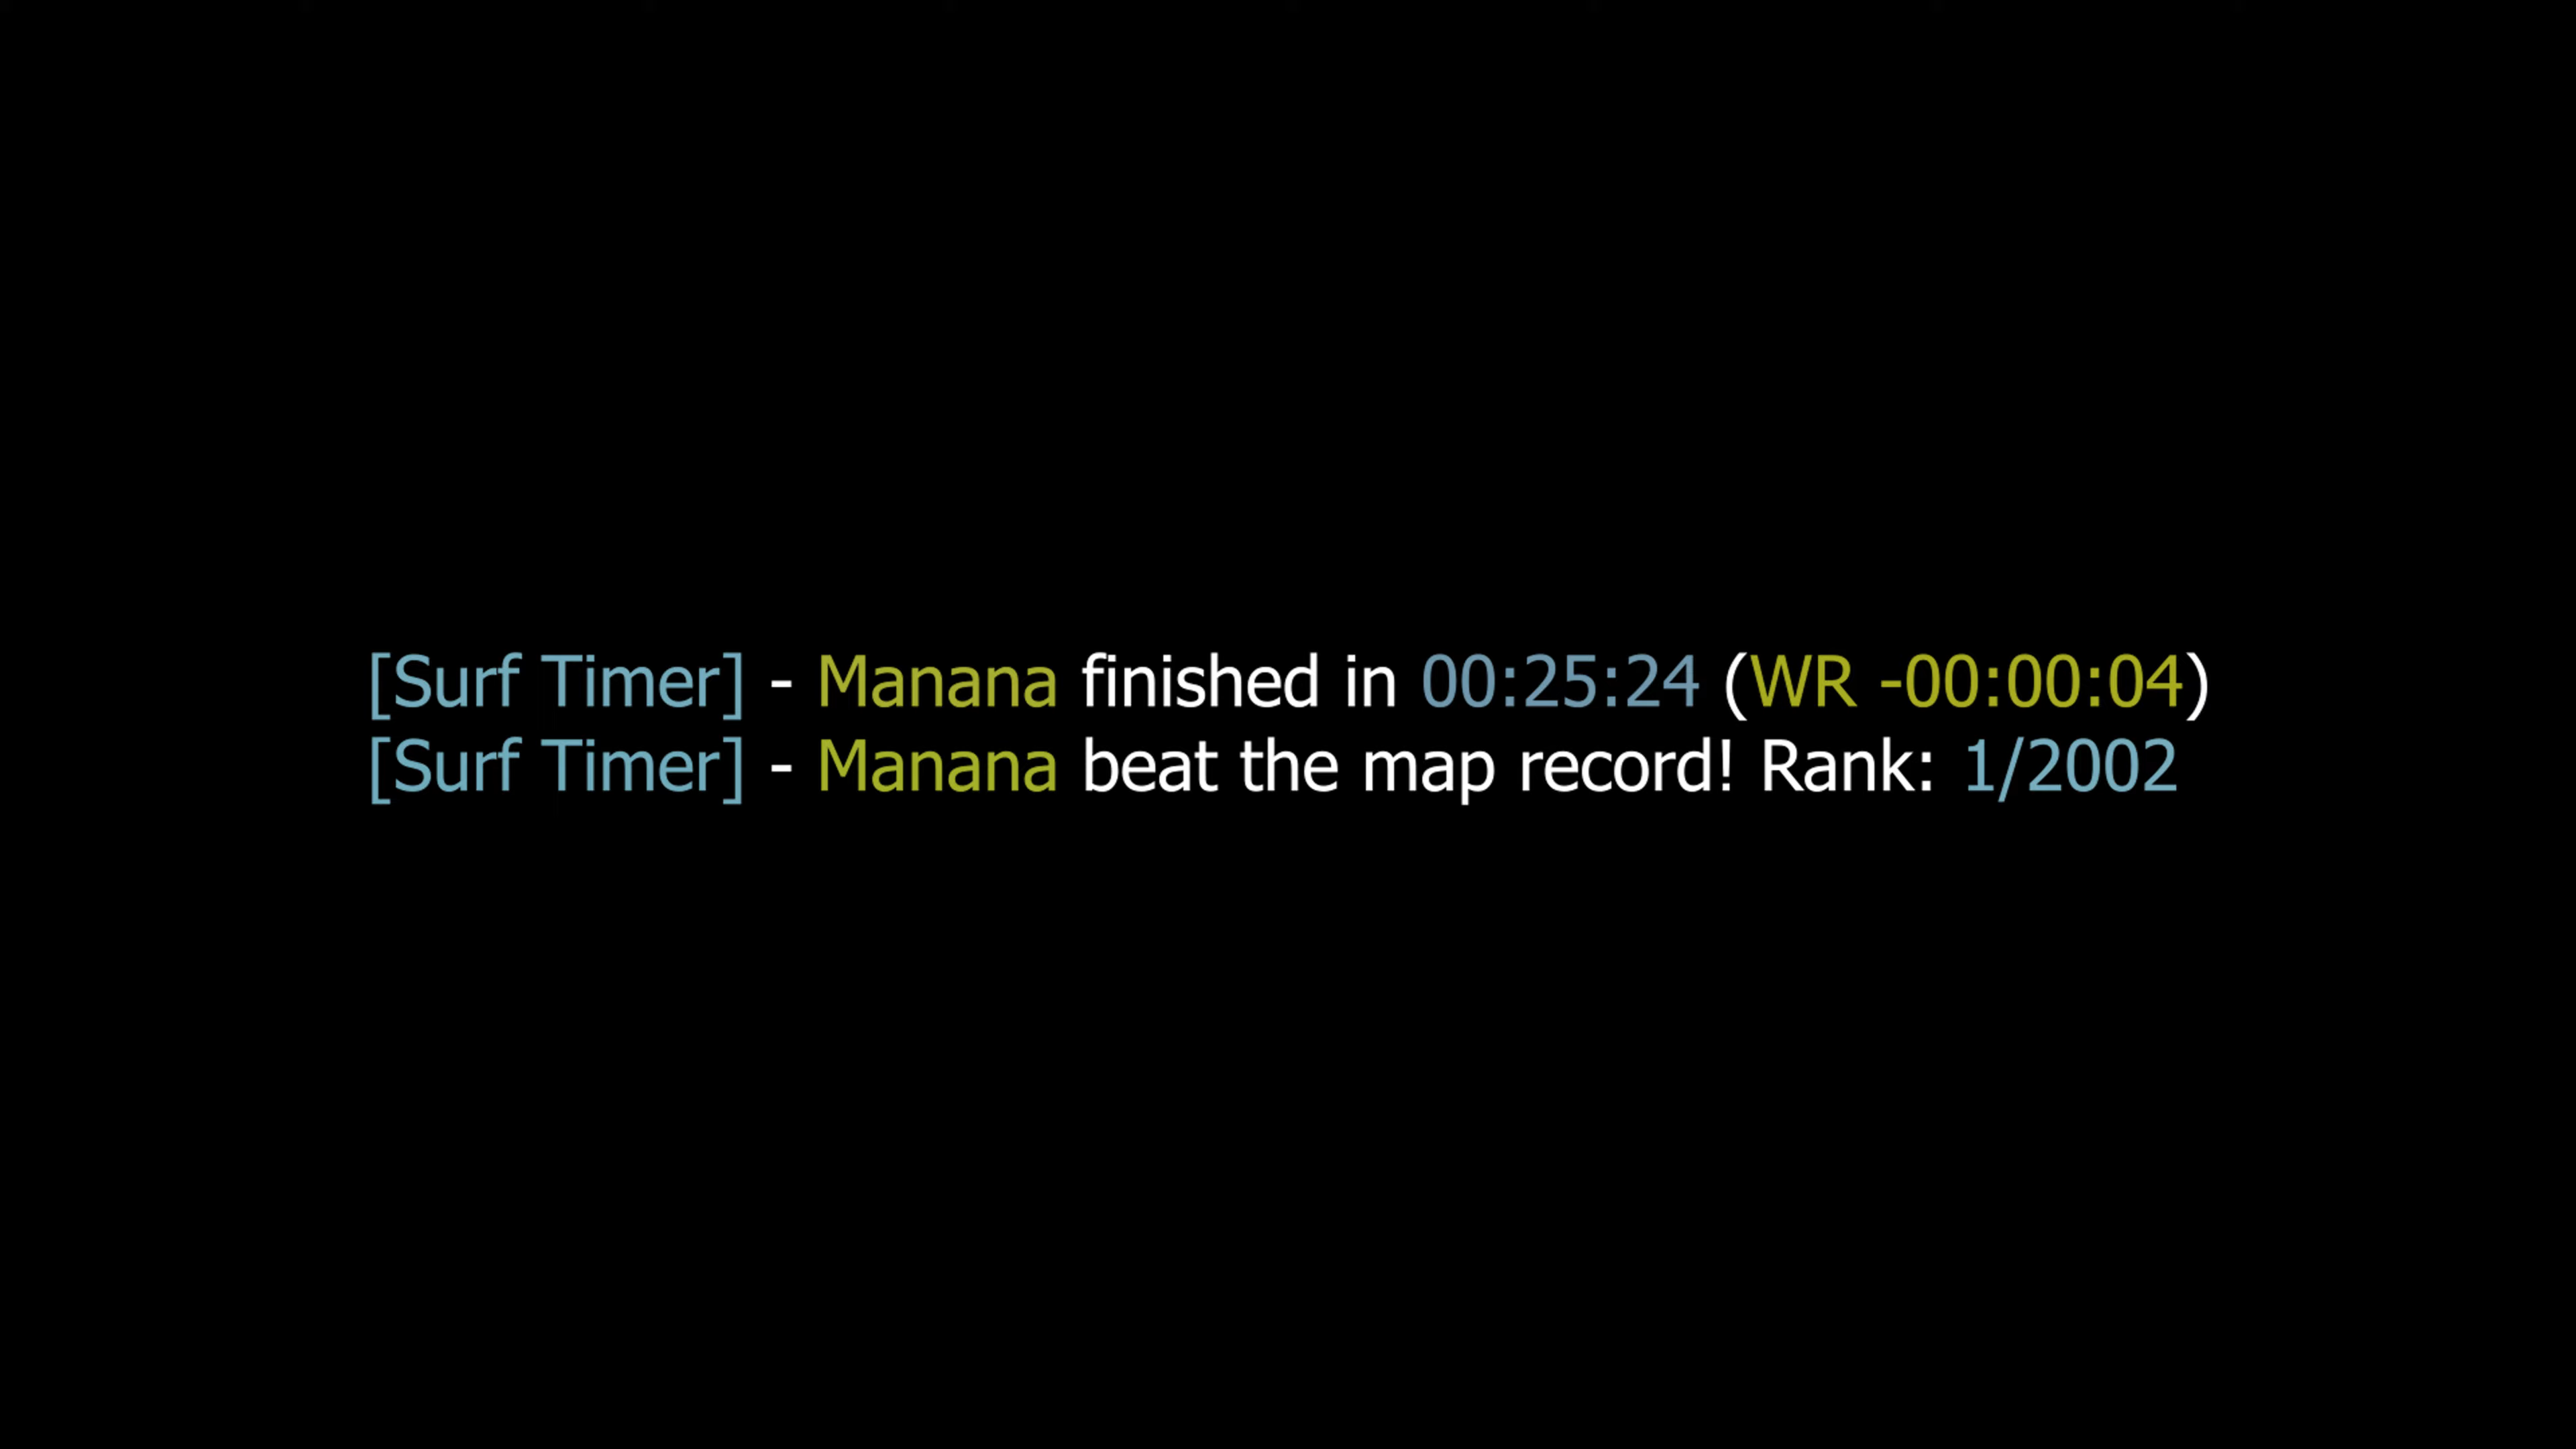 [Surf Timer] - Manana finished in 00:25:24 (WR -00:00:04)
[Surf Timer] - Manana beat the map record! Rank: 1/2002